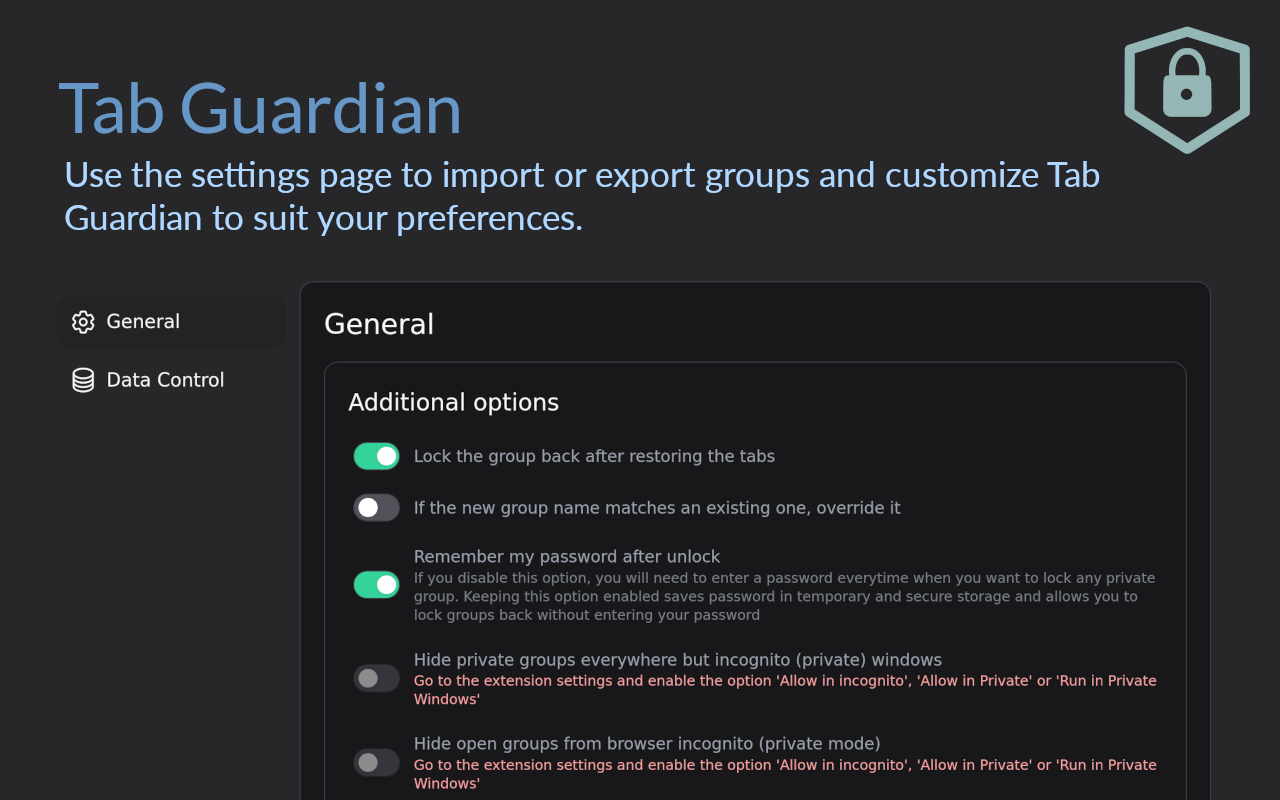 Tab Guardian
Use the settings page to import or export groups and customize Tab
Guardian to suit your preferences.
General
Data Control
General
Additional options
Lock the group back after restoring the tabs
If the new group name matches an existing one, override it
Remember my password after unlock
If you disable this option, you will need to enter a password everytime when you want to lock any private
group. Keeping this option enabled saves password in temporary and secure storage and allows you to
lock groups back without entering your password
Hide private groups everywhere but incognito (private) windows
Go to the extension settings and enable the option 'Allow in incognito', 'Allow in Private' or 'Run in Private
Windows'
Hide open groups from browser incognito (private mode)
Go to the extension settings and enable the option 'Allow in incognito', 'Allow in Private' or 'Run in Private
Windows'